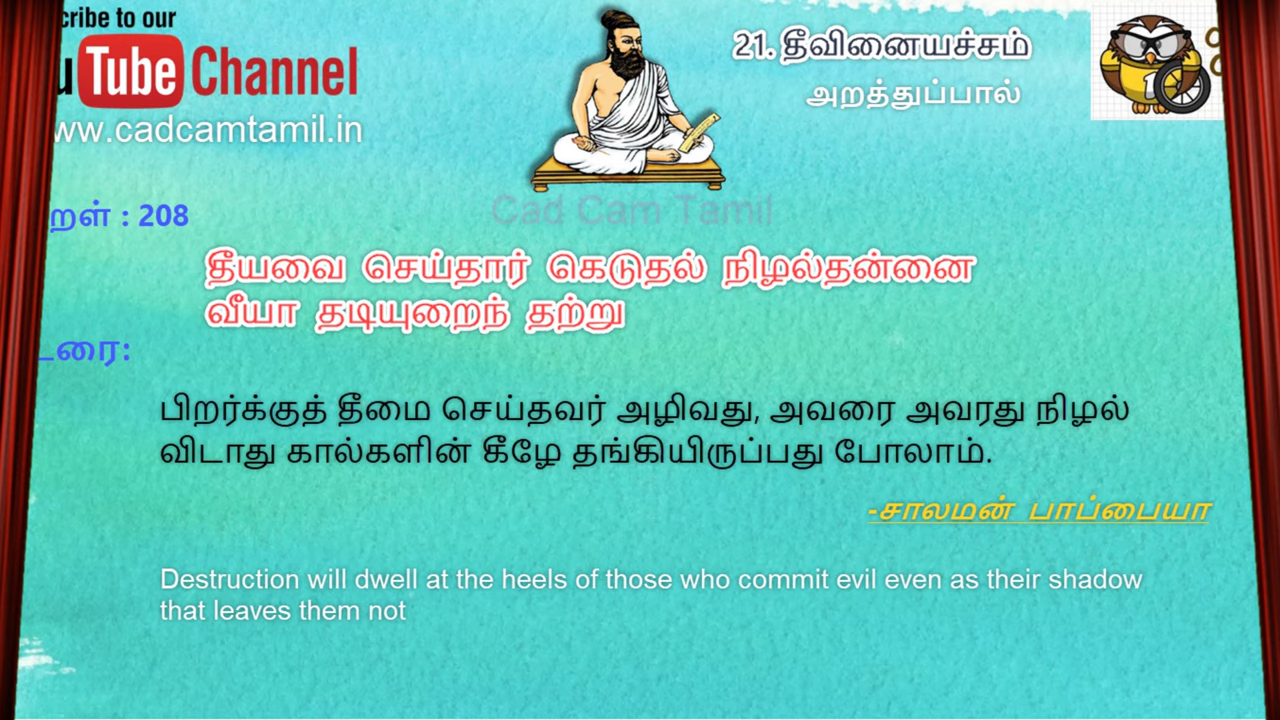 cribe to our
u Tube Channel
ww.cadcamtamil.in
21. தீவினையச்சம்
அறத்துப்பால்
Cad Cam Tamil
றள் : 208
தீயவை செய்தார் கெடுதல் நிழல்தன்னை
வீயா தடியுறைந் தற்று
ரை:
பிறர்க்குத் தீமை செய்தவர் அழிவது, அவரை அவரது நிழல்
விடாது கால்களின் கீழே தங்கியிருப்பது போலாம்.
-சாலமன் பாப்பையா
Destruction will dwell at the heels of those who commit evil even as their shadow
that leaves them not